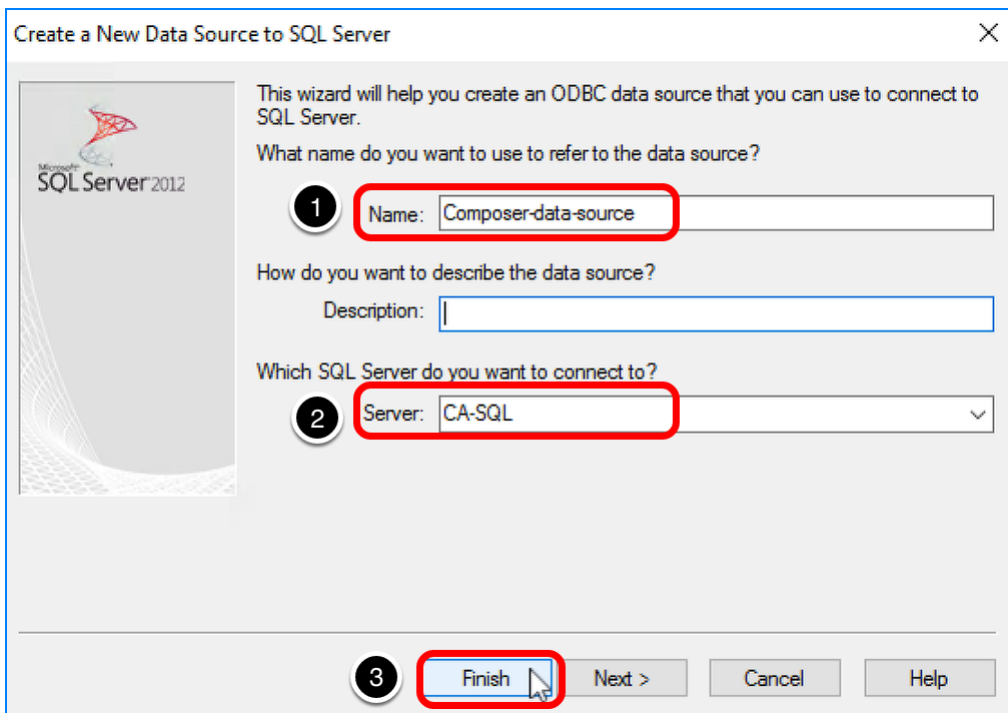 Create a New Data Source to SQL Server
Microsoft
SQL Server 2012
This wizard will help you create an ODBC data source that you can use to connect to
SQL Server.
What name do you want to use to refer to the data source?
1
Name: Composer-data-source
How do you want to describe the data source?
Description:
Which SQL Server do you want to connect to?
2
Server: CA-SQL
3
Finish Next > Cancel Help